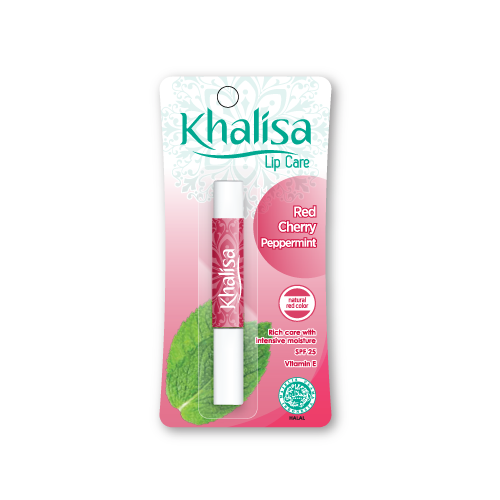 Khalisa
Lip Care
Red
Cherry
Peppermint
Khalisa
natural
red color
Rich care with
intensive moisture
SPF 25
Vitamin E
HALAL